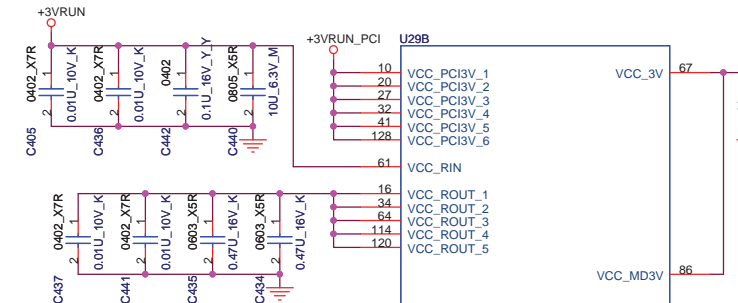 +3VRUN
+3VRUN_PCI
U29B
0402_X7R
1
2
C405
0.01U_10V_K
0402_X7R
1
2
C436
0.01U_10V_K
0402
1
2
C442
0.1U_16V_Y_Y
0805_X5R
1
2
C440
10U_6.3V_M
10 VCC_PCI3V_1
20 VCC_PCI3V_2
27 VCC_PCI3V_3
32 VCC_PCI3V_4
41 VCC_PCI3V_5
128 VCC_PCI3V_6
VCC_3V 67
61 VCC_RIN
16 VCC_ROUT_1
34 VCC_ROUT_2
64 VCC_ROUT_3
114 VCC_ROUT_4
120 VCC_ROUT_5
VCC_MD3V 86
0402_X7R
1
2
C437
0.01U_10V_K
0402_X7R
1
2
C441
0.01U_10V_K
0603_X5R
1
2
C435
0.47U_16V_K
0603_X5R
1
2
C434
0.47U_16V_K